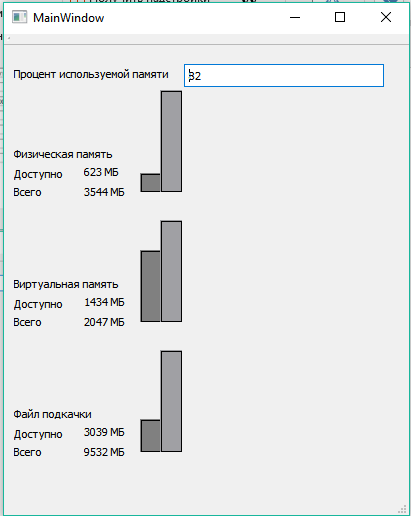 MainWindow
Процент используемой памяти 82
Физическая память
Доступно 623 МБ
Всего 3544 МБ
Виртуальная память
Доступно 1434 МБ
Всего 2047 МБ
Файл подкачки
Доступно 3039 МБ
Всего 9532 МБ